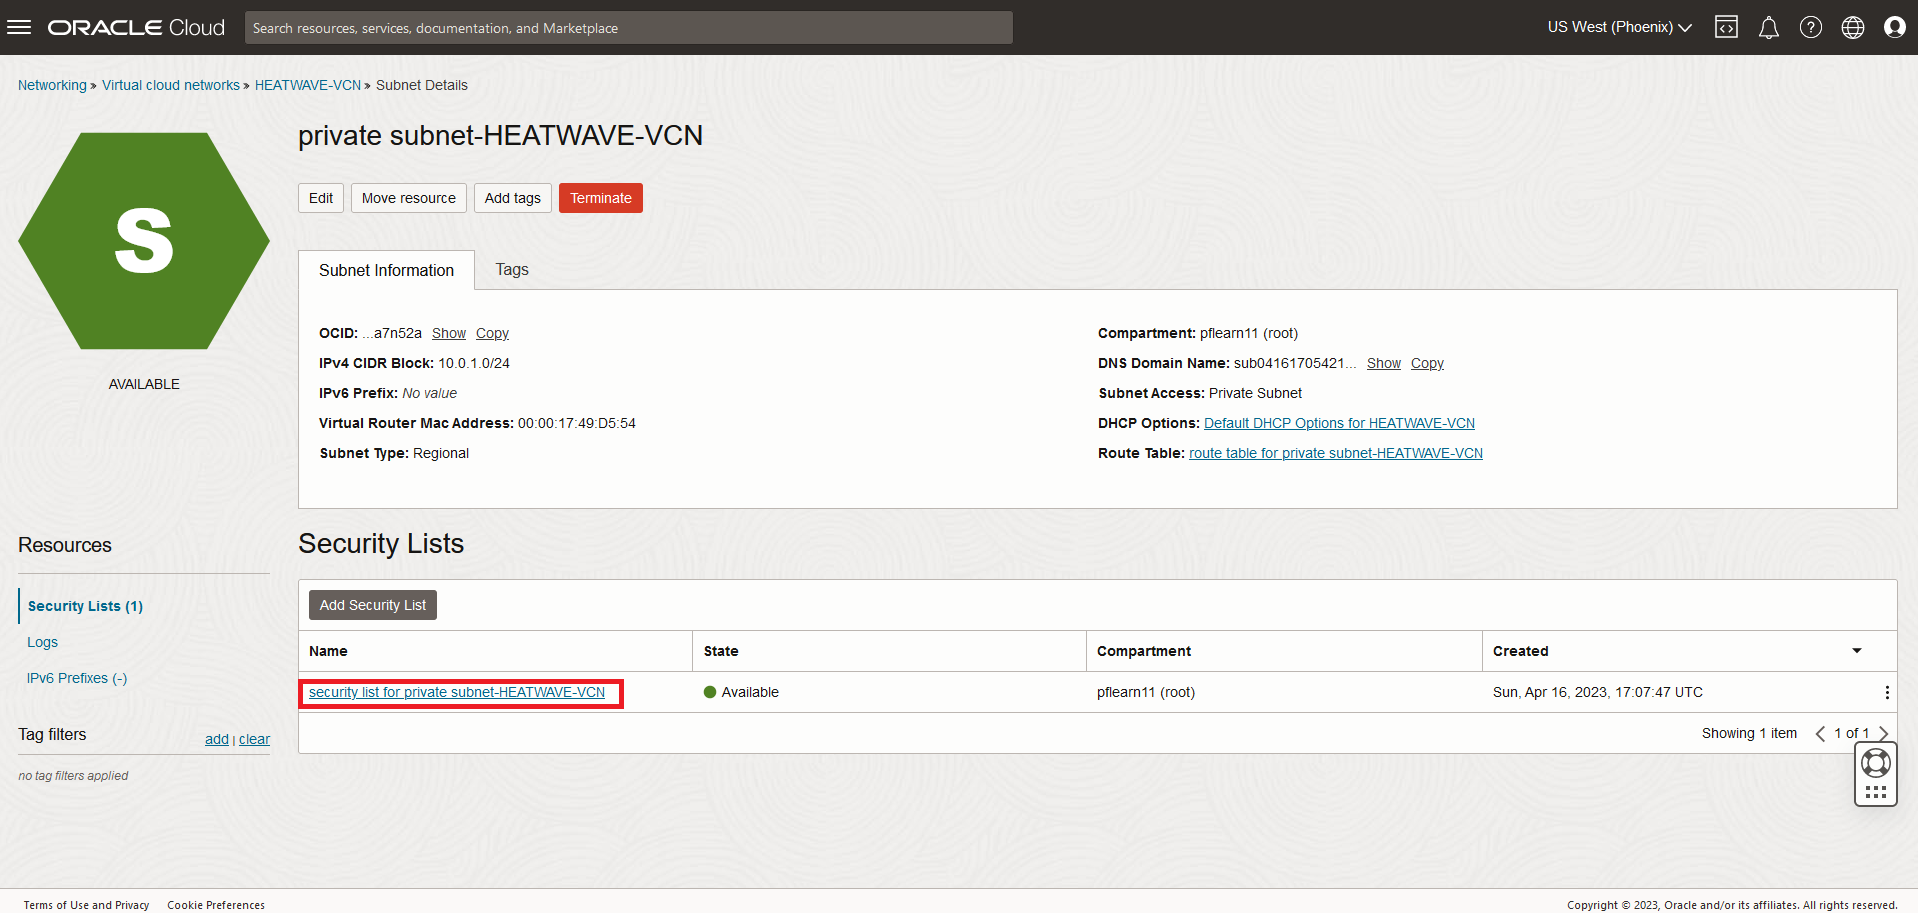 ORACLE Cloud
Search resources, services, documentation, and Marketplace
US West (Phoenix)
Networking » Virtual cloud networks » HEATWAVE-VCN » Subnet Details
S
AVAILABLE
private subnet-HEATWAVE-VCN
Edit Move resource Add tags Terminate
Subnet Information Tags
OCID: ...a7n52a Show Copy
IPv4 CIDR Block: 10.0.1.0/24
IPv6 Prefix: No value
Virtual Router Mac Address: 00:00:17:49:D5:54
Subnet Type: Regional
Compartment: pflearn11 (root)
DNS Domain Name: sub04161705421... Show Copy
Subnet Access: Private Subnet
DHCP Options: Default DHCP Options for HEATWAVE-VCN
Route Table: route table for private subnet-HEATWAVE-VCN
Resources
Security Lists (1)
Logs
IPv6 Prefixes (-)
Tag filters add | clear
no tag filters applied
Security Lists
Add Security List
Name State Compartment Created
security list for private subnet-HEATWAVE-VCN Available pflearn11 (root) Sun, Apr 16, 2023, 17:07:47 UTC
Showing 1 item < 1 of 1 >
Terms of Use and Privacy Cookie Preferences
Copyright © 2023, Oracle and/or its affiliates. All rights reserved.